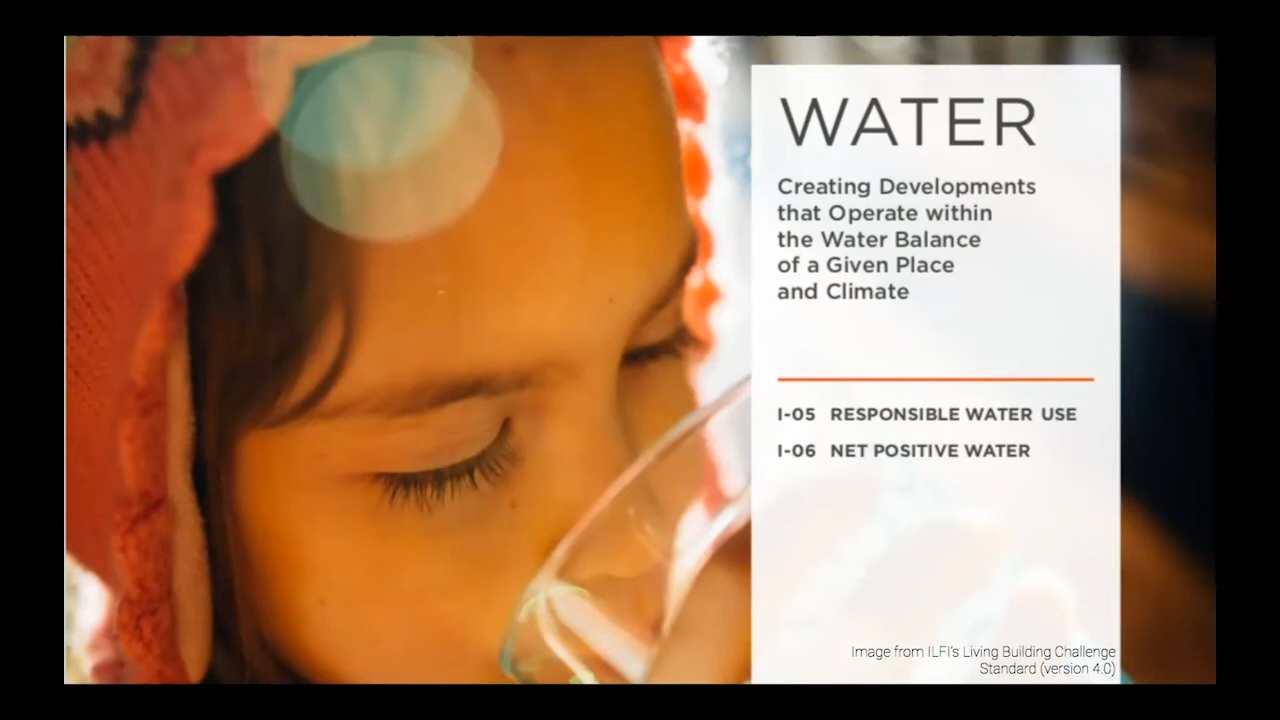 WATER
Creating Developments
that Operate within
the Water Balance
of a Given Place
and Climate
I-05 RESPONSIBLE WATER USE
I-06 NET POSITIVE WATER
Image from ILFI's Living Building Challenge
Standard (version 4.0)